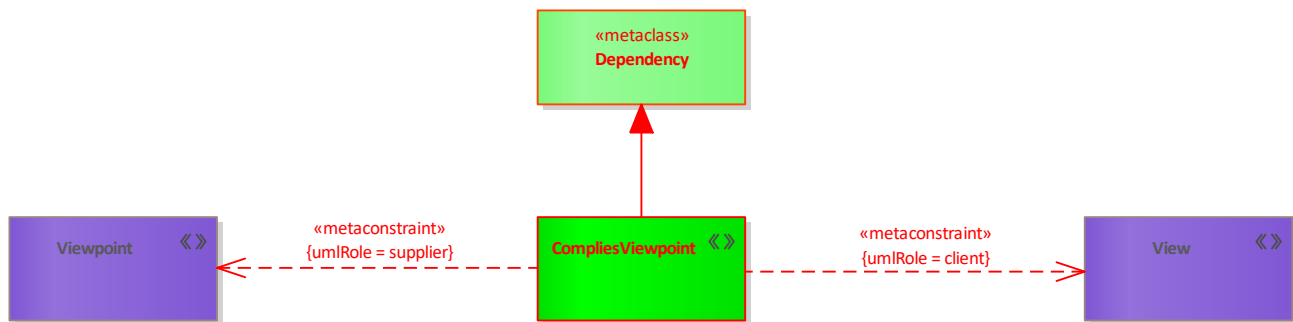 «metaclass»
Dependency
Viewpoint «»
«metaconstraint»
{umlRole = supplier}
CompliesViewpoint «»
«metaconstraint»
{umlRole = client}
View «»